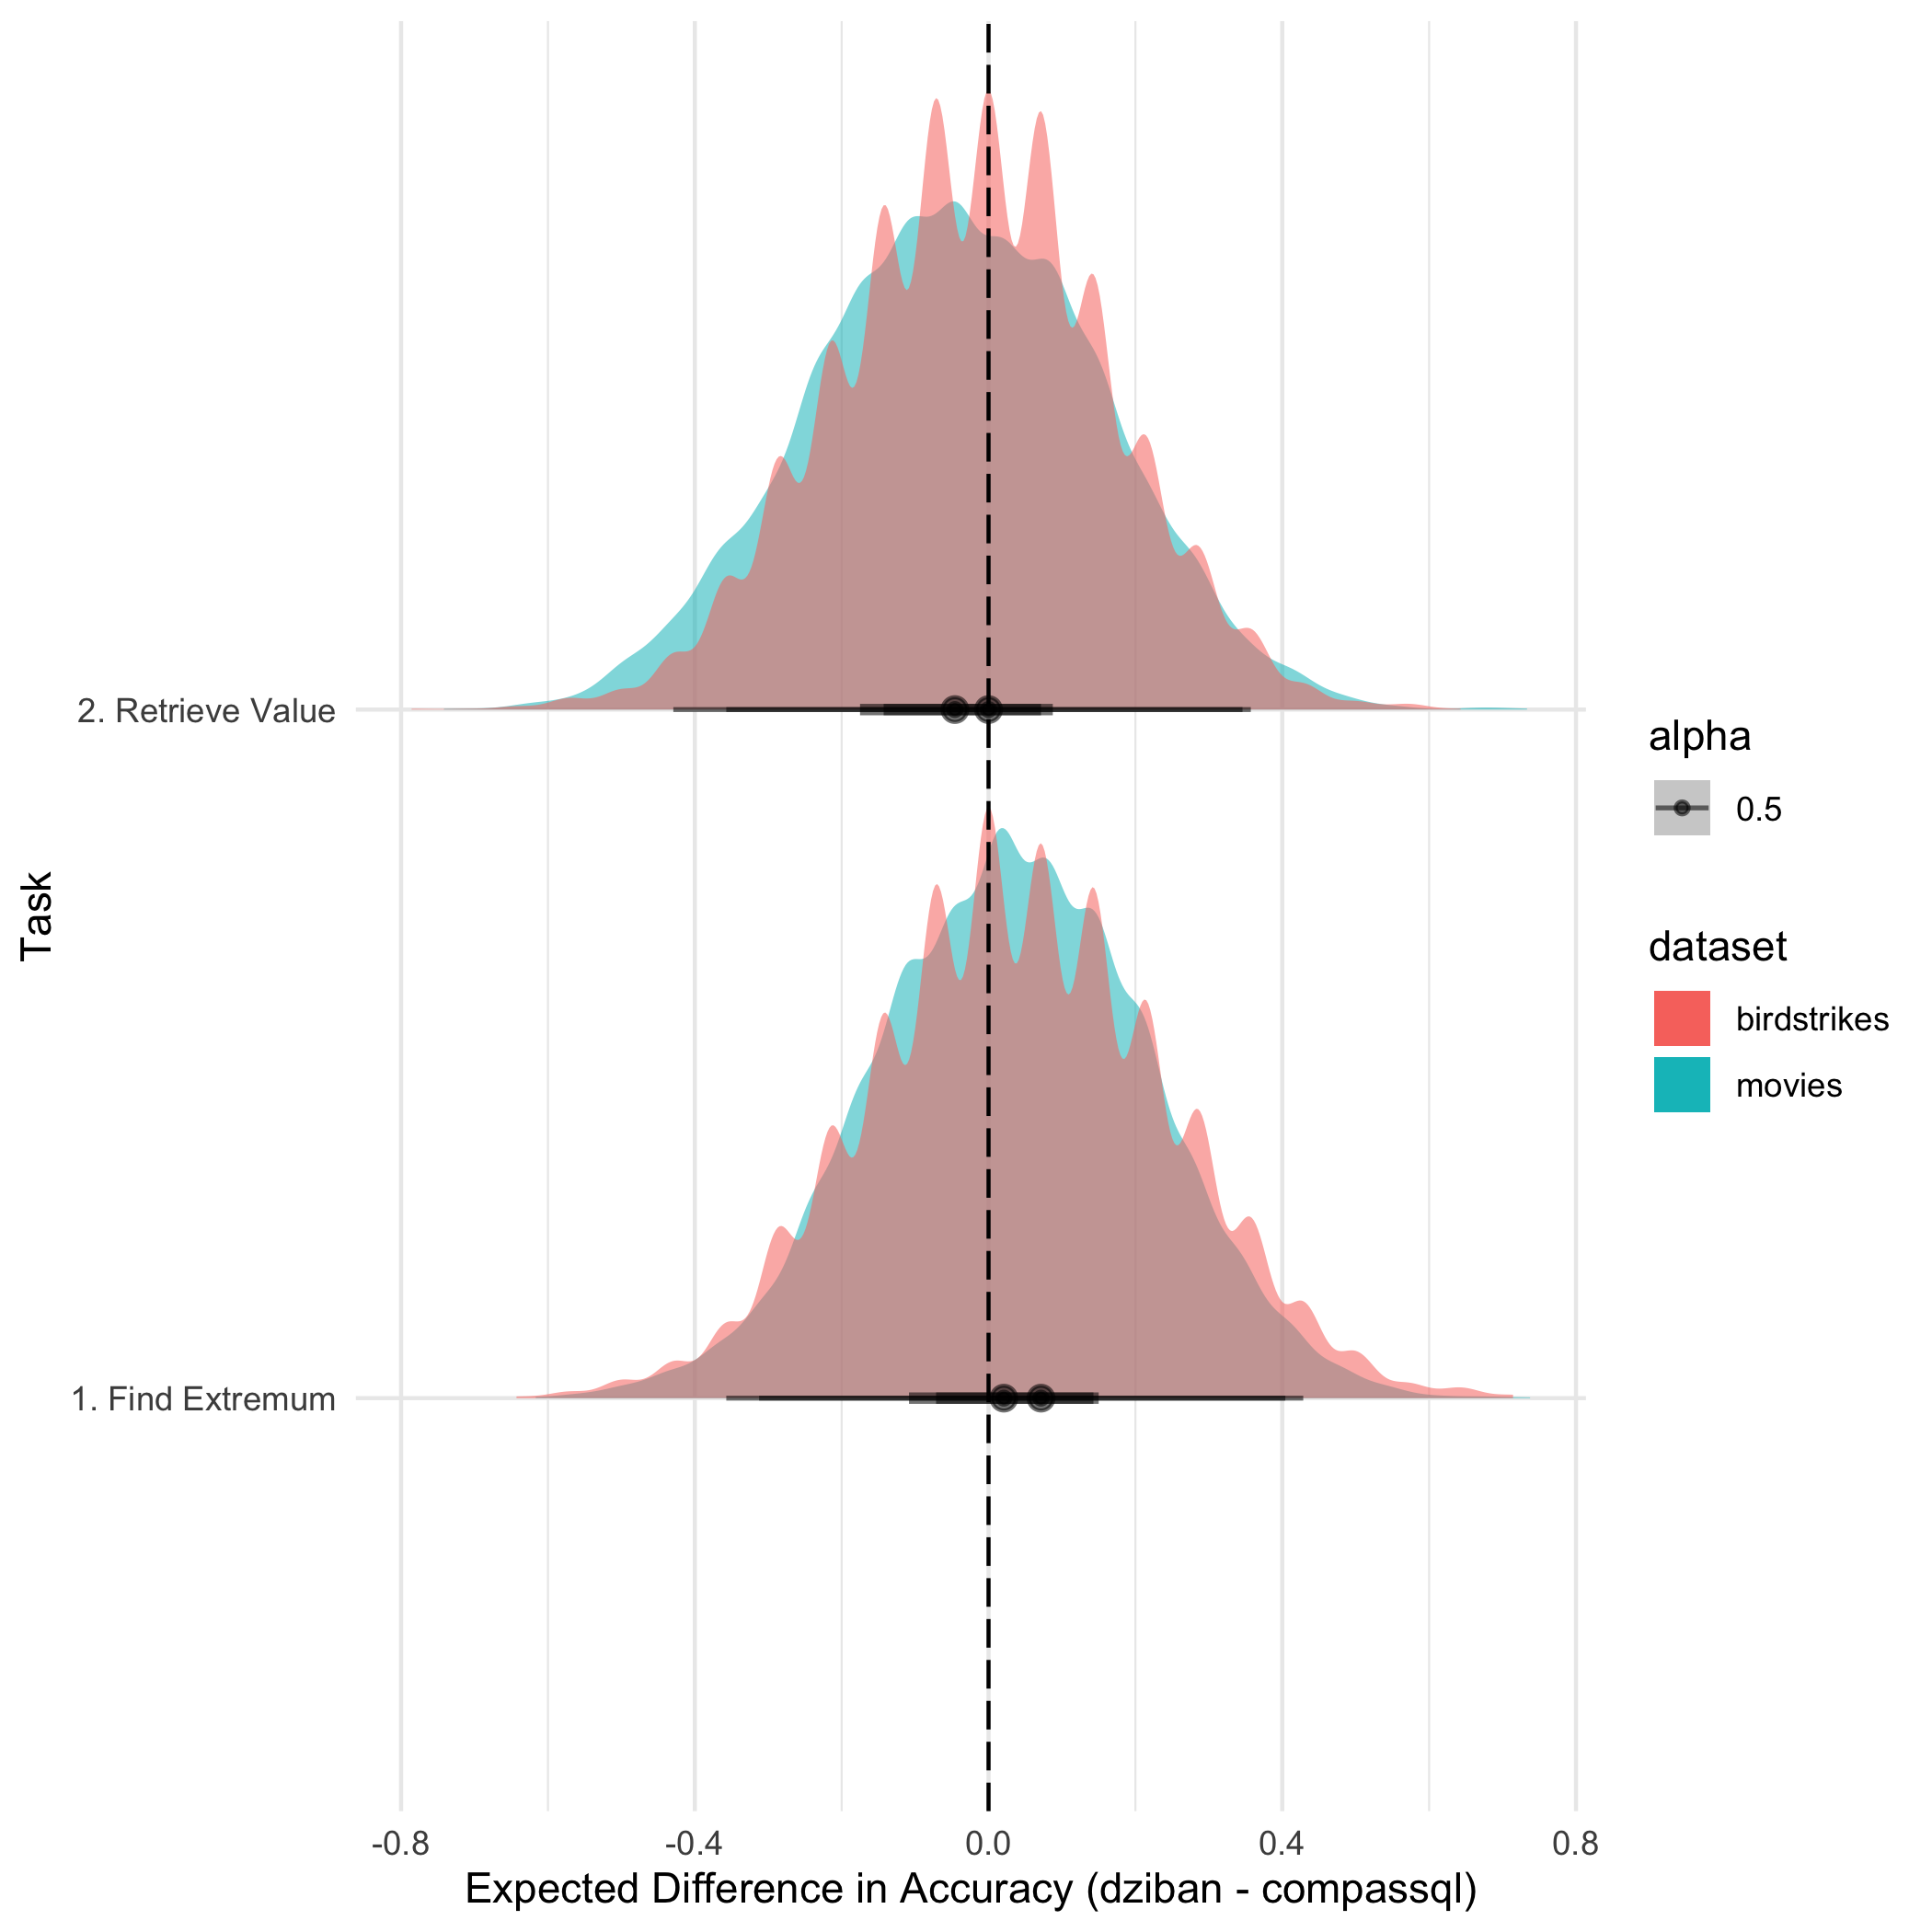 2. Retrieve Value
1. Find Extremum
Task
-0.8
-0.4
0.0
0.4
0.8
Expected Difference in Accuracy (dziban - compassql)
alpha
0.5
dataset
birdstrikes
movies